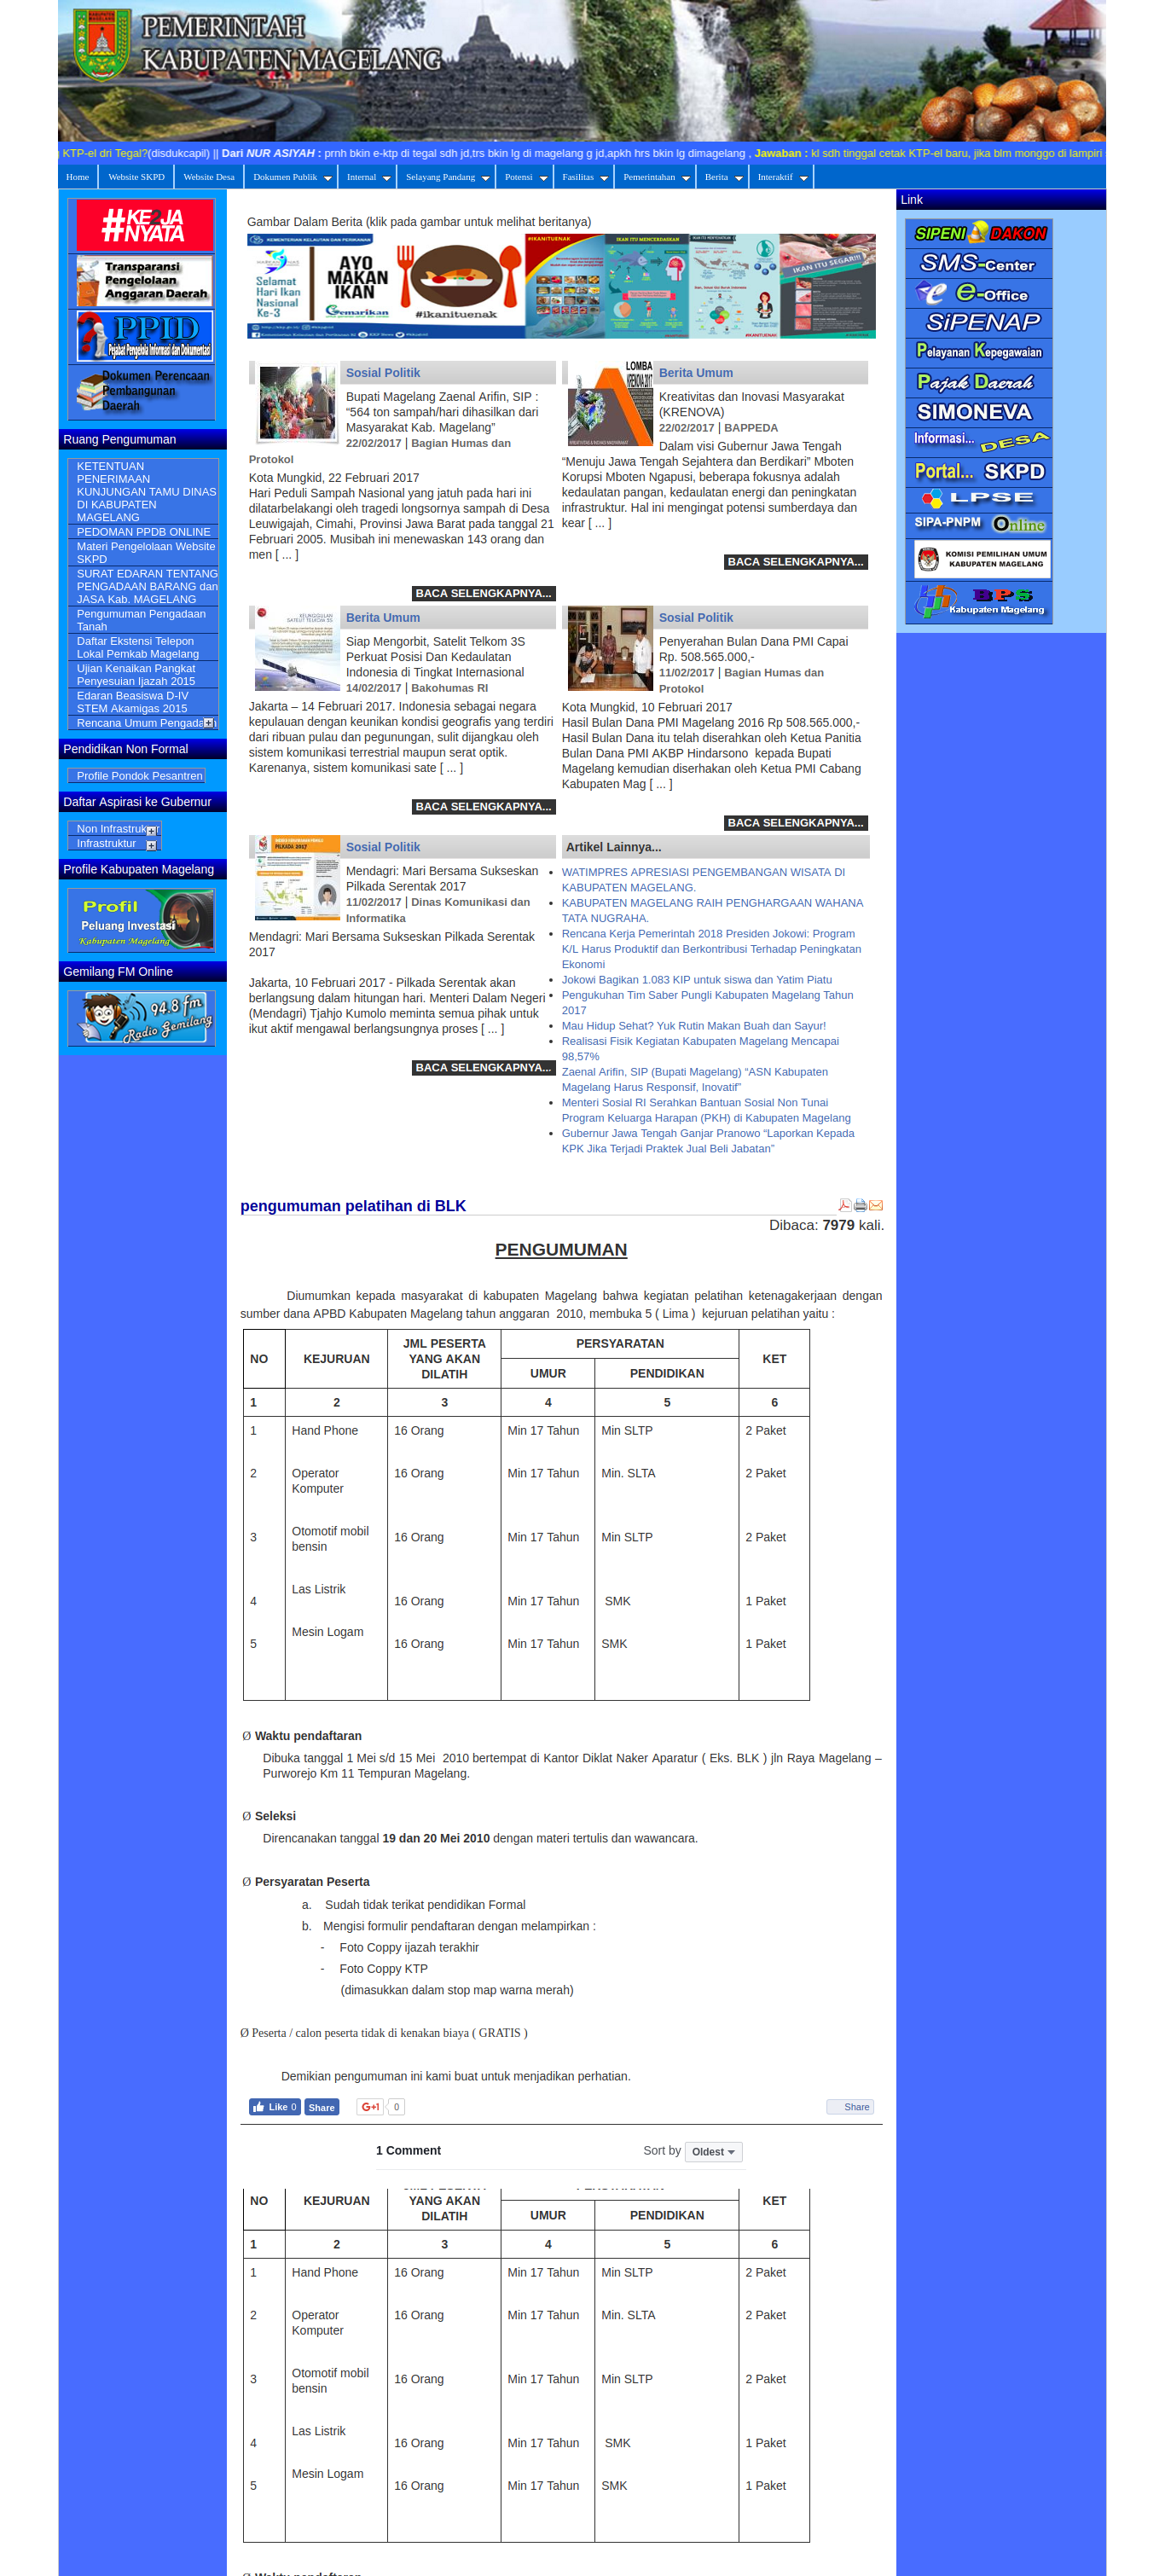 PEMERINTAH
KABUPATEN MAGELANG
KTP-el dri Tegal?(disdukcapil) || Dari NUR ASIYAH : prnh bkin e-ktp di tegal sdh jd,trs bkin lg di magelang g jd,apkh hrs bkin lg dimagelang , Jawaban : kl sdh tinggal cetak KTP-el baru, jika blm monggo di lampiri
Home Website SKPD Website Desa Dokumen Publik Internal Selayang Pandang Potensi Fasilitas Pemerintahan Berita Interaktif
#KE2JA
NYATA
Transparansi
Pengelolaan
Anggaran Daerah
PPID
Pejabat Pengelola Informasi dan Dokumentasi
Dokumen Perencaan
Pembangunan
Daerah
Ruang Pengumuman
KETENTUAN
PENERIMAAN
KUNJUNGAN TAMU DINAS
DI KABUPATEN
MAGELANG
PEDOMAN PPDB ONLINE
Materi Pengelolaan Website
SKPD
SURAT EDARAN TENTANG
PENGADAAN BARANG dan
JASA Kab. MAGELANG
Pengumuman Pengadaan
Tanah
Daftar Ekstensi Telepon
Lokal Pemkab Magelang
Ujian Kenaikan Pangkat
Penyesuian Ijazah 2015
Edaran Beasiswa D-IV
STEM Akamigas 2015
Rencana Umum Pengadaan
Pendidikan Non Formal
Profile Pondok Pesantren
Daftar Aspirasi ke Gubernur
Non Infrastruktur
Infrastruktur
Profile Kabupaten Magelang
Profil
Peluang Investasi
Kabupaten Magelang
Gemilang FM Online
94.8 fm
Radio Gemilang
Gambar Dalam Berita (klik pada gambar untuk melihat beritanya)
KEMENTERIAN KELAUTAN DAN PERIKANAN
Selamat
Hari Ikan
Nasional
Ke-3
AYO
MAKAN
IKAN
Gemarikan
#ikanituenak
IKAN ITU MENCERDASKAN
IKAN ITU SEGAR!!!
#IKANITUENAK
Sosial Politik
Bupati Magelang Zaenal Arifin, SIP :
“564 ton sampah/hari dihasilkan dari
Masyarakat Kab. Magelang”
22/02/2017 | Bagian Humas dan
Protokol
Kota Mungkid, 22 Februari 2017
Hari Peduli Sampah Nasional yang jatuh pada hari ini
dilatarbelakangi oleh tragedi longsornya sampah di Desa
Leuwigajah, Cimahi, Provinsi Jawa Barat pada tanggal 21
Februari 2005. Musibah ini menewaskan 143 orang dan
men [ ... ]
BACA SELENGKAPNYA...
LOMBA
KRENOVA 2017
KREATIVITAS & INOVASI MASYARAKAT
Berita Umum
Kreativitas dan Inovasi Masyarakat
(KRENOVA)
22/02/2017 | BAPPEDA
Dalam visi Gubernur Jawa Tengah
“Menuju Jawa Tengah Sejahtera dan Berdikari” Mboten
Korupsi Mboten Ngapusi, beberapa fokusnya adalah
kedaulatan pangan, kedaulatan energi dan peningkatan
infrastruktur. Hal ini mengingat potensi sumberdaya dan
kear [ ... ]
BACA SELENGKAPNYA...
KEUNGGULAN
SATELIT TELKOM 3S
Berita Umum
Siap Mengorbit, Satelit Telkom 3S
Perkuat Posisi Dan Kedaulatan
Indonesia di Tingkat Internasional
14/02/2017 | Bakohumas RI
Jakarta – 14 Februari 2017. Indonesia sebagai negara
kepulauan dengan keunikan kondisi geografis yang terdiri
dari ribuan pulau dan pegunungan, sulit dijangkau oleh
sistem komunikasi terrestrial maupun serat optik.
Karenanya, sistem komunikasi sate [ ... ]
BACA SELENGKAPNYA...
Sosial Politik
Penyerahan Bulan Dana PMI Capai
Rp. 508.565.000,-
11/02/2017 | Bagian Humas dan
Protokol
Kota Mungkid, 10 Februari 2017
Hasil Bulan Dana PMI Magelang 2016 Rp 508.565.000,-
Hasil Bulan Dana itu telah diserahkan oleh Ketua Panitia
Bulan Dana PMI AKBP Hindarsono kepada Bupati
Magelang kemudian diserhakan oleh Ketua PMI Cabang
Kabupaten Mag [ ... ]
BACA SELENGKAPNYA...
PILKADA 2017
Sosial Politik
Mendagri: Mari Bersama Sukseskan
Pilkada Serentak 2017
11/02/2017 | Dinas Komunikasi dan
Informatika
Mendagri: Mari Bersama Sukseskan Pilkada Serentak
2017
Jakarta, 10 Februari 2017 - Pilkada Serentak akan
berlangsung dalam hitungan hari. Menteri Dalam Negeri
(Mendagri) Tjahjo Kumolo meminta semua pihak untuk
ikut aktif mengawal berlangsungnya proses [ ... ]
BACA SELENGKAPNYA...
Artikel Lainnya...
WATIMPRES APRESIASI PENGEMBANGAN WISATA DI
KABUPATEN MAGELANG.
KABUPATEN MAGELANG RAIH PENGHARGAAN WAHANA
TATA NUGRAHA.
Rencana Kerja Pemerintah 2018 Presiden Jokowi: Program
K/L Harus Produktif dan Berkontribusi Terhadap Peningkatan
Ekonomi
Jokowi Bagikan 1.083 KIP untuk siswa dan Yatim Piatu
Pengukuhan Tim Saber Pungli Kabupaten Magelang Tahun
2017
Mau Hidup Sehat? Yuk Rutin Makan Buah dan Sayur!
Realisasi Fisik Kegiatan Kabupaten Magelang Mencapai
98,57%
Zaenal Arifin, SIP (Bupati Magelang) “ASN Kabupaten
Magelang Harus Responsif, Inovatif”
Menteri Sosial RI Serahkan Bantuan Sosial Non Tunai
Program Keluarga Harapan (PKH) di Kabupaten Magelang
Gubernur Jawa Tengah Ganjar Pranowo “Laporkan Kepada
KPK Jika Terjadi Praktek Jual Beli Jabatan”
pengumuman pelatihan di BLK
Dibaca: 7979 kali.
PENGUMUMAN
Diumumkan kepada masyarakat di kabupaten Magelang bahwa kegiatan pelatihan ketenagakerjaan dengan
sumber dana APBD Kabupaten Magelang tahun anggaran 2010, membuka 5 ( Lima ) kejuruan pelatihan yaitu :
NO KEJURUAN JML PESERTA YANG AKAN DILATIH PERSYARATAN KET
UMUR PENDIDIKAN
1 2 3 4 5 6
1 Hand Phone 16 Orang Min 17 Tahun Min SLTP 2 Paket
2 Operator Komputer 16 Orang Min 17 Tahun Min. SLTA 2 Paket
3 Otomotif mobil bensin 16 Orang Min 17 Tahun Min SLTP 2 Paket
4 Las Listrik 16 Orang Min 17 Tahun SMK 1 Paket
5 Mesin Logam 16 Orang Min 17 Tahun SMK 1 Paket
Ø Waktu pendaftaran
Dibuka tanggal 1 Mei s/d 15 Mei 2010 bertempat di Kantor Diklat Naker Aparatur ( Eks. BLK ) jln Raya Magelang –
Purworejo Km 11 Tempuran Magelang.
Ø Seleksi
Direncanakan tanggal 19 dan 20 Mei 2010 dengan materi tertulis dan wawancara.
Ø Persyaratan Peserta
a. Sudah tidak terikat pendidikan Formal
b. Mengisi formulir pendaftaran dengan melampirkan :
- Foto Coppy ijazah terakhir
- Foto Coppy KTP
(dimasukkan dalam stop map warna merah)
Ø Peserta / calon peserta tidak di kenakan biaya ( GRATIS )
Demikian pengumuman ini kami buat untuk menjadikan perhatian.
Like 0 Share G+1 0 Share
1 Comment Sort by Oldest
NO KEJURUAN YANG AKAN DILATIH KET
UMUR PENDIDIKAN
1 2 3 4 5 6
1 Hand Phone 16 Orang Min 17 Tahun Min SLTP 2 Paket
2 Operator Komputer 16 Orang Min 17 Tahun Min. SLTA 2 Paket
3 Otomotif mobil bensin 16 Orang Min 17 Tahun Min SLTP 2 Paket
4 Las Listrik 16 Orang Min 17 Tahun SMK 1 Paket
5 Mesin Logam 16 Orang Min 17 Tahun SMK 1 Paket
Link
SIPENI DAKON
SMS-Center
e-Office
SiPENAP
Pelayanan Kepegawaian
Pajak Daerah
SIMONEVA
Informasi... DESA
Portal... SKPD
LPSE
SIPA-PNPM Online
KOMISI PEMILIHAN UMUM
KABUPATEN MAGELANG
BPS
Kabupaten Magelang